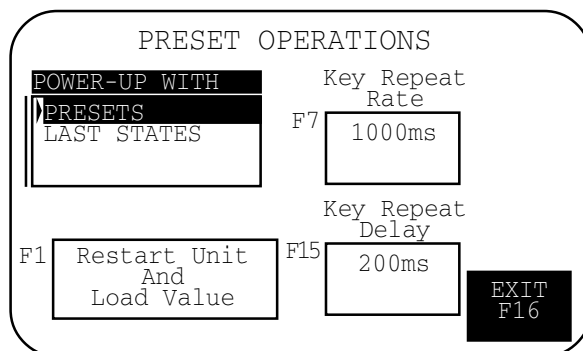 PRESET OPERATIONS
POWER-UP WITH
PRESETS
LAST STATES
Key Repeat
Rate
F7
1000ms
F1
Restart Unit
And
Load Value
Key Repeat
Delay
F15
200ms
EXIT
F16